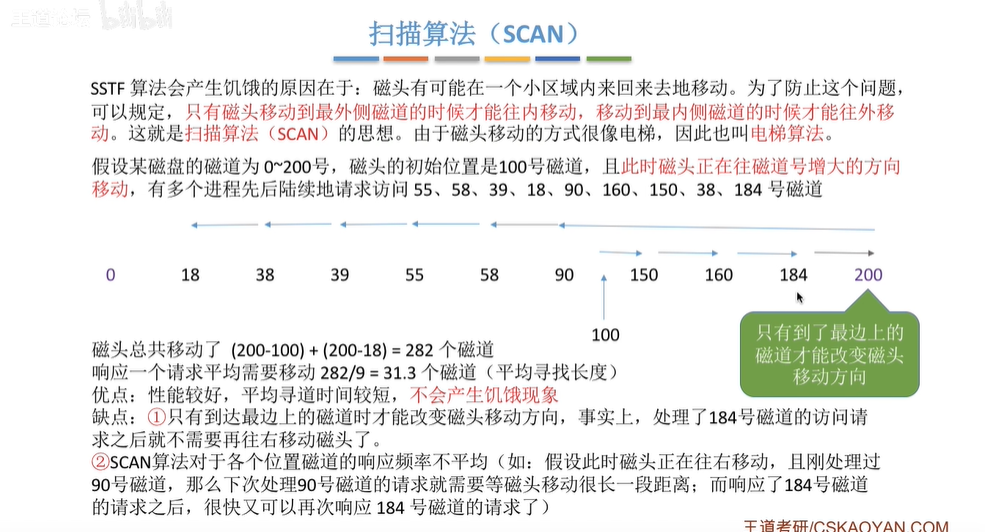 王道论坛 bilibili
扫描算法（SCAN）
SSTF 算法会产生饥饿的原因在于：磁头有可能在一个小区域内来回来去地移动。为了防止这个问题，
可以规定，只有磁头移动到最外侧磁道的时候才能往内移动，移动到最内侧磁道的时候才能往外移
动。这就是扫描算法（SCAN）的思想。由于磁头移动的方式很像电梯，因此也叫电梯算法。
假设某磁盘的磁道为 0~200号，磁头的初始位置是100号磁道，且此时磁头正在往磁道号增大的方向
移动，有多个进程先后陆续地请求访问 55、58、39、18、90、160、150、38、184 号磁道
0 18 38 39 55 58 90 150 160 184 200
100
只有到了最边上的
磁道才能改变磁头
移动方向
磁头总共移动了 (200-100) + (200-18) = 282 个磁道
响应一个请求平均需要移动 282/9 = 31.3 个磁道（平均寻找长度）
优点：性能较好，平均寻道时间较短，不会产生饥饿现象
缺点：①只有到达最边上的磁道时才能改变磁头移动方向，事实上，处理了184号磁道的访问请
求之后就不需要再往右移动磁头了。
②SCAN算法对于各个位置磁道的响应频率不平均（如：假设此时磁头正在往右移动，且刚处理过
90号磁道，那么下次处理90号磁道的请求就需要等磁头移动很长一段距离；而响应了184号磁道
的请求之后，很快又可以再次响应 184 号磁道的请求了）
王道考研/CSKAOYAN.COM